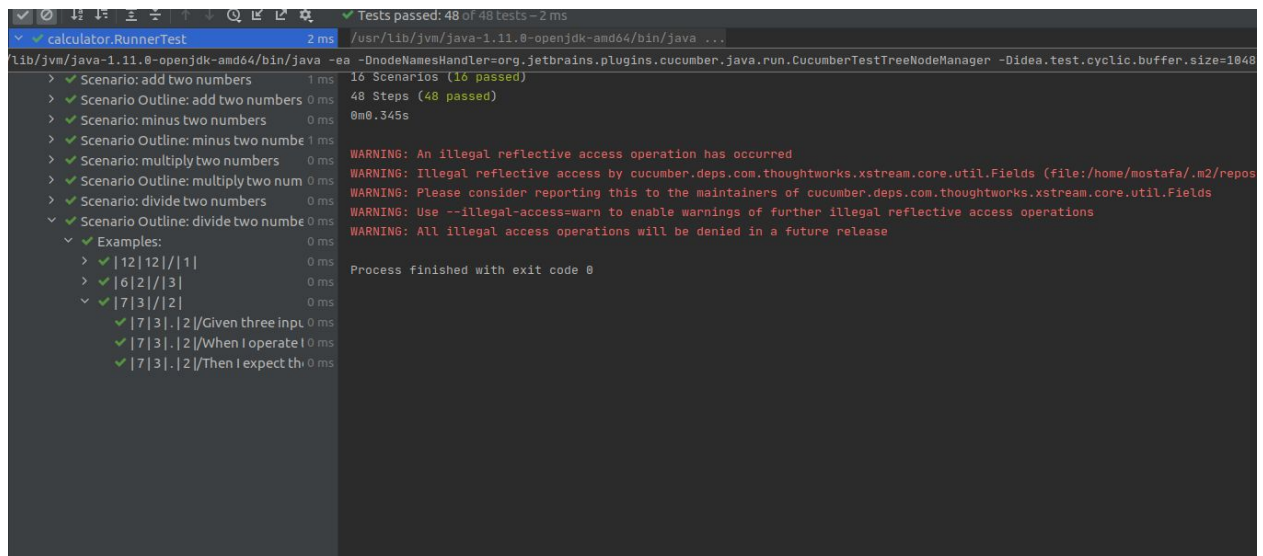 Tests passed: 48 of 48 tests – 2 ms
calculator.RunnerTest 2 ms
/usr/lib/jvm/java-1.11.0-openjdk-amd64/bin/java ...
/lib/jvm/java-1.11.0-openjdk-amd64/bin/java -ea -DnodeNamesHandler=org.jetbrains.plugins.cucumber.java.run.CucumberTestTreeNodeManager -Didea.test.cyclic.buffer.size=1048
Scenario: add two numbers 1 ms
Scenario Outline: add two numbers 0 ms
Scenario: minus two numbers 0 ms
Scenario Outline: minus two numbe 1 ms
Scenario: multiply two numbers 0 ms
Scenario Outline: multiply two num 0 ms
Scenario: divide two numbers 0 ms
Scenario Outline: divide two numbe 0 ms
Examples: 0 ms
| 12 | 12 | / | 1 | 0 ms
| 6 | 2 | / | 3 | 0 ms
| 7 | 3 | / | 2 | 0 ms
| 7 | 3 | . | 2 |/Given three inpu 0 ms
| 7 | 3 | . | 2 |/When I operate t 0 ms
| 7 | 3 | . | 2 |/Then I expect the 0 ms
16 Scenarios (16 passed)
48 Steps (48 passed)
0m0.345s
WARNING: An illegal reflective access operation has occurred
WARNING: Illegal reflective access by cucumber.deps.com.thoughtworks.xstream.core.util.Fields (file:/home/mostafa/.m2/repos
WARNING: Please consider reporting this to the maintainers of cucumber.deps.com.thoughtworks.xstream.core.util.Fields
WARNING: Use --illegal-access=warn to enable warnings of further illegal reflective access operations
WARNING: All illegal access operations will be denied in a future release
Process finished with exit code 0